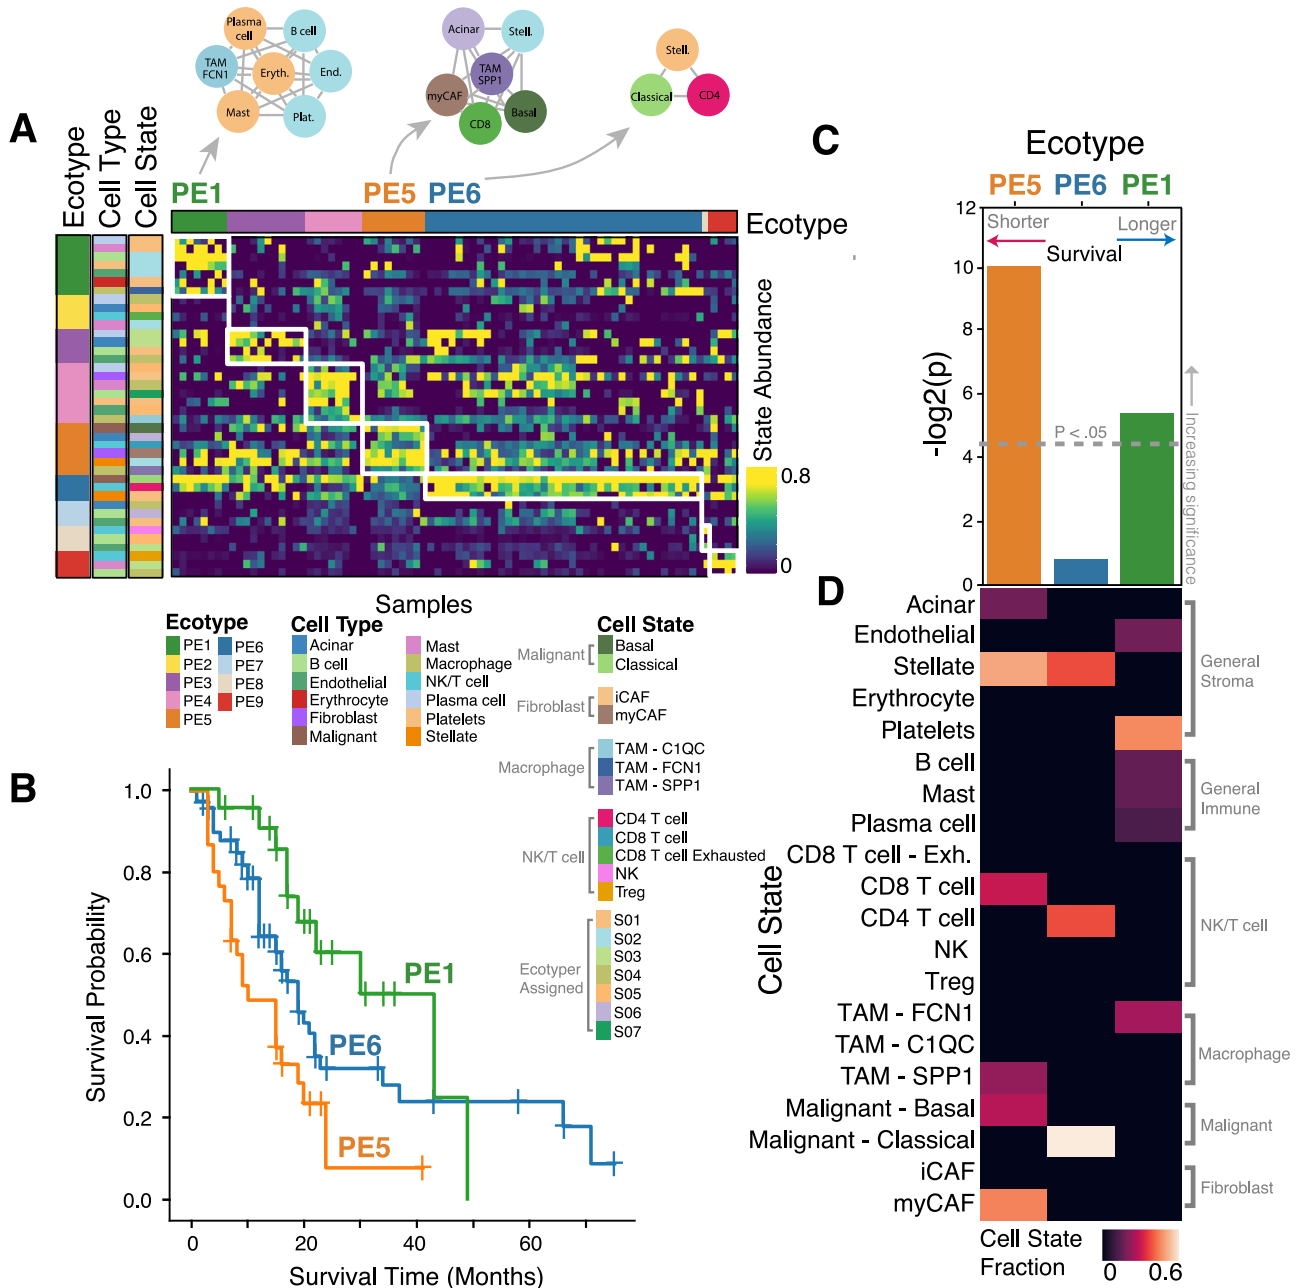 Plasma
cell
B cell
TAM
FCN1
Eryth.
End.
Mast
Plat.
Acinar
Stell.
TAM
SPP1
myCAF
Basal
CD8
Stell.
Classical
CD4
A
Ecotype
Cell Type
Cell State
PE1
PE5
PE6
Ecotype
State Abundance
0.8
0
Samples
Ecotype
PE1
PE2
PE3
PE4
PE5
PE6
PE7
PE8
PE9
Cell Type
Acinar
B cell
Endothelial
Erythrocyte
Fibroblast
Malignant
Mast
Macrophage
NK/T cell
Plasma cell
Platelets
Stellate
Cell State
Malignant
Basal
Classical
Fibroblast
iCAF
myCAF
Macrophage
TAM - C1QC
TAM - FCN1
TAM - SPP1
NK/T cell
CD4 T cell
CD8 T cell
CD8 T cell Exhausted
NK
Treg
Ecotyper
Assigned
S01
S02
S03
S04
S05
S06
S07
B
Survival Probability
1.0
0.8
0.6
0.4
0.2
0.0
PE1
PE6
PE5
0
20
40
60
Survival Time (Months)
C
Ecotype
PE5
PE6
PE1
-log2(p)
12
10
8
6
4
2
0
Shorter
Longer
Survival
P < .05
Increasing significance
D
Cell State
Acinar
Endothelial
Stellate
Erythrocyte
Platelets
B cell
Mast
Plasma cell
CD8 T cell - Exh.
CD8 T cell
CD4 T cell
NK
Treg
TAM - FCN1
TAM - C1QC
TAM - SPP1
Malignant - Basal
Malignant - Classical
iCAF
myCAF
General
Stroma
General
Immune
NK/T cell
Macrophage
Malignant
Fibroblast
Cell State
Fraction
0
0.6